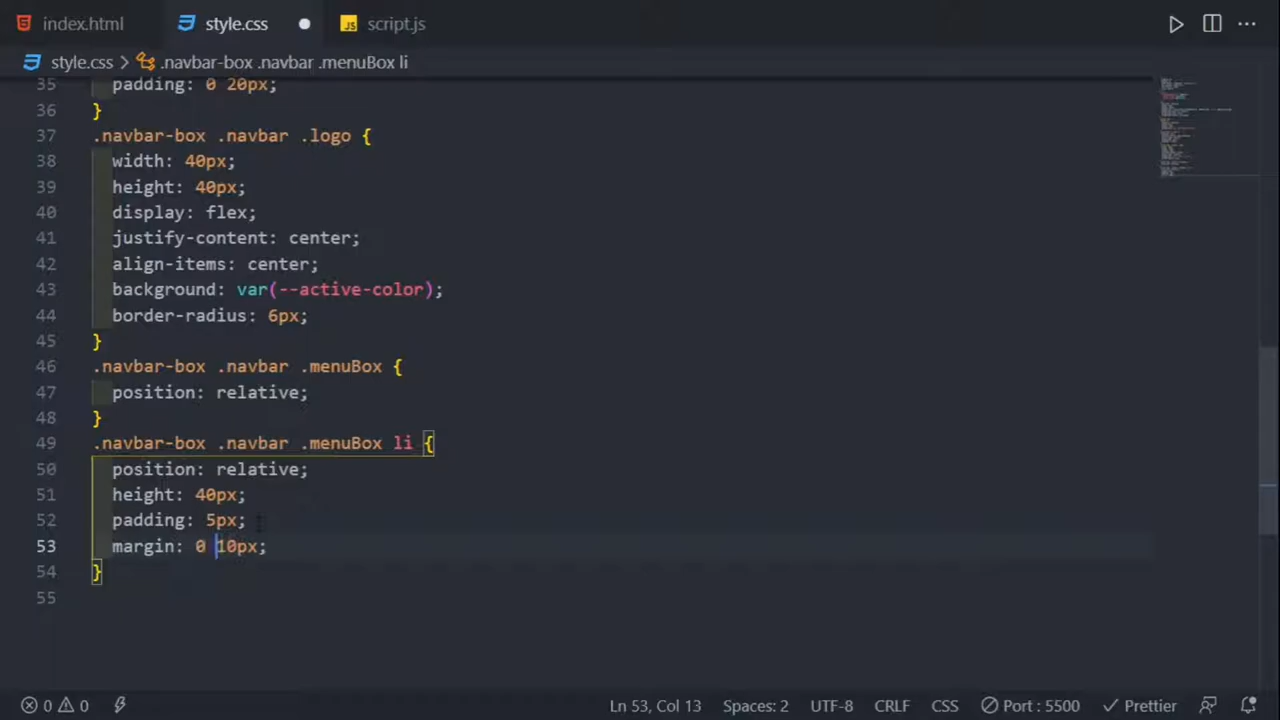 index.html style.css JS script.js
style.css > .navbar-box .navbar .menuBox li
35 padding: 0 20px;
36 }
37 .navbar-box .navbar .logo {
38 width: 40px;
39 height: 40px;
40 display: flex;
41 justify-content: center;
42 align-items: center;
43 background: var(--active-color);
44 border-radius: 6px;
45 }
46 .navbar-box .navbar .menuBox {
47 position: relative;
48 }
49 .navbar-box .navbar .menuBox li {
50 position: relative;
51 height: 40px;
52 padding: 5px;
53 margin: 0 10px;
54 }
55
0 0 Ln 53, Col 13 Spaces: 2 UTF-8 CRLF CSS Port : 5500 Prettier